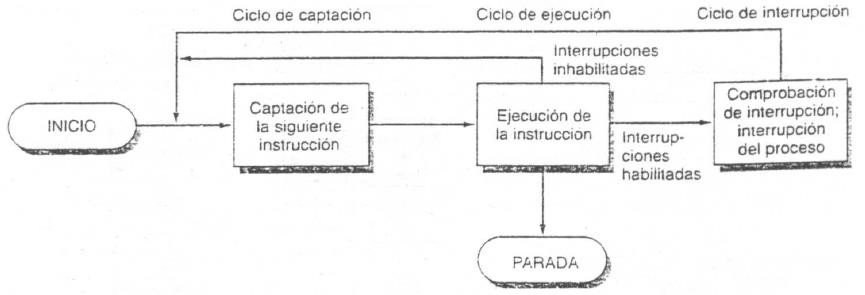 Ciclo de captación
Ciclo de ejecución
Ciclo de interrupción
Interrupciones
inhabilitadas
INICIO
Captación de
la siguiente
instrucción
Ejecución de
la instrucción
Interrup-
ciones
habilitadas
Comprobación
de interrupción;
interrupción
del proceso
PARADA